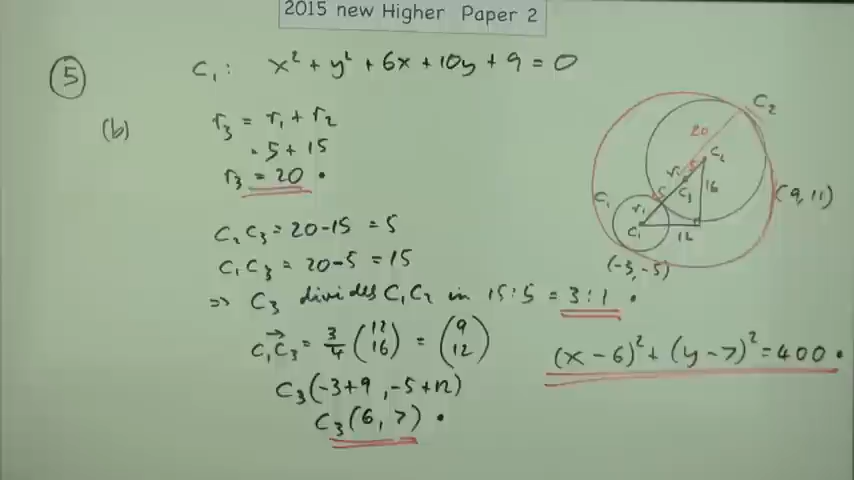 2015 new Higher Paper 2
5
C₁: x² + y² + 6x + 10y + 9 = 0
(b)
r₃ = r₁ + r₂
= 5 + 15
r₃ = 20
C₂C₃ = 20-15 = 5
C₁C₃ = 20-5 = 15
⇒ C₃ divides C₁C₂ in 15:5 = 3:1
C₁C₃ = 3/4 (12 16) = (9 12)
C₃(-3+9, -5+12)
C₃(6, 7)
C₂
20
C₂
5
r₂
C₃
16
(9, 11)
C₁
r₁
C₁
12
(-3, -5)
(x - 6)² + (y - 7)² = 400